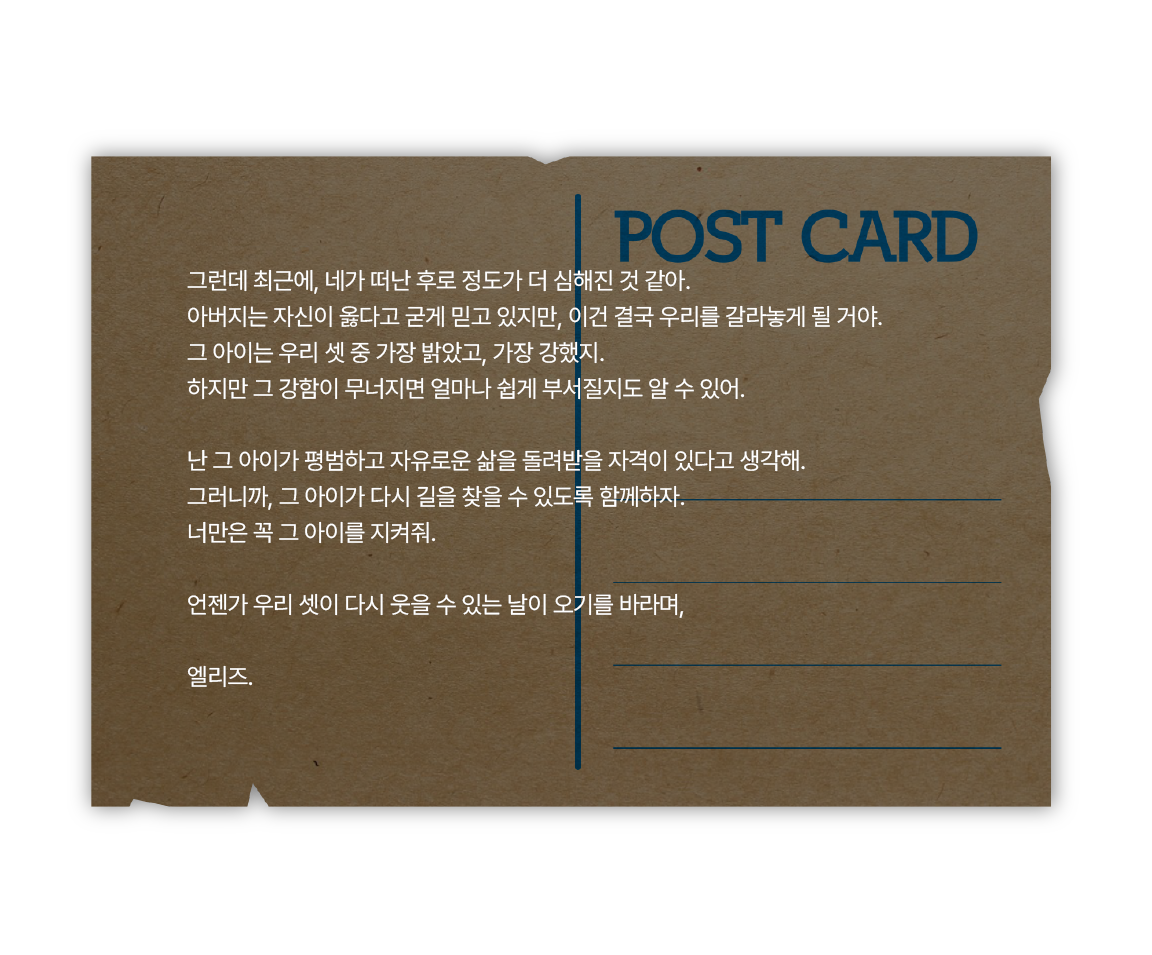 POST CARD
그런데 최근에, 네가 떠난 후로 정도가 더 심해진 것 같아.
아버지는 자신이 옳다고 굳게 믿고 있지만, 이건 결국 우리를 갈라놓게 될 거야.
그 아이는 우리 셋 중 가장 밝았고, 가장 강했지.
하지만 그 강함이 무너지면 얼마나 쉽게 부서질지도 알 수 있어.
난 그 아이가 평범하고 자유로운 삶을 돌려받을 자격이 있다고 생각해.
그러니까, 그 아이가 다시 길을 찾을 수 있도록 함께하자.
너만은 꼭 그 아이를 지켜줘.
언젠가 우리 셋이 다시 웃을 수 있는 날이 오기를 바라며,
엘리즈.